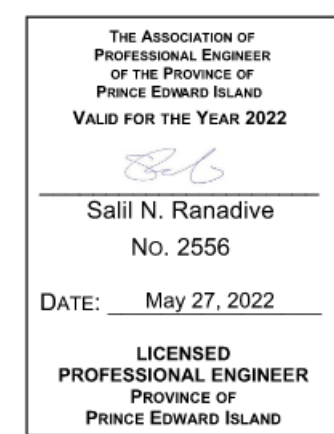 THE ASSOCIATION OF
PROFESSIONAL ENGINEER
OF THE PROVINCE OF
PRINCE EDWARD ISLAND
VALID FOR THE YEAR 2022
Salil N. Ranadive
NO. 2556
DATE: May 27, 2022
LICENSED
PROFESSIONAL ENGINEER
PROVINCE OF
PRINCE EDWARD ISLAND